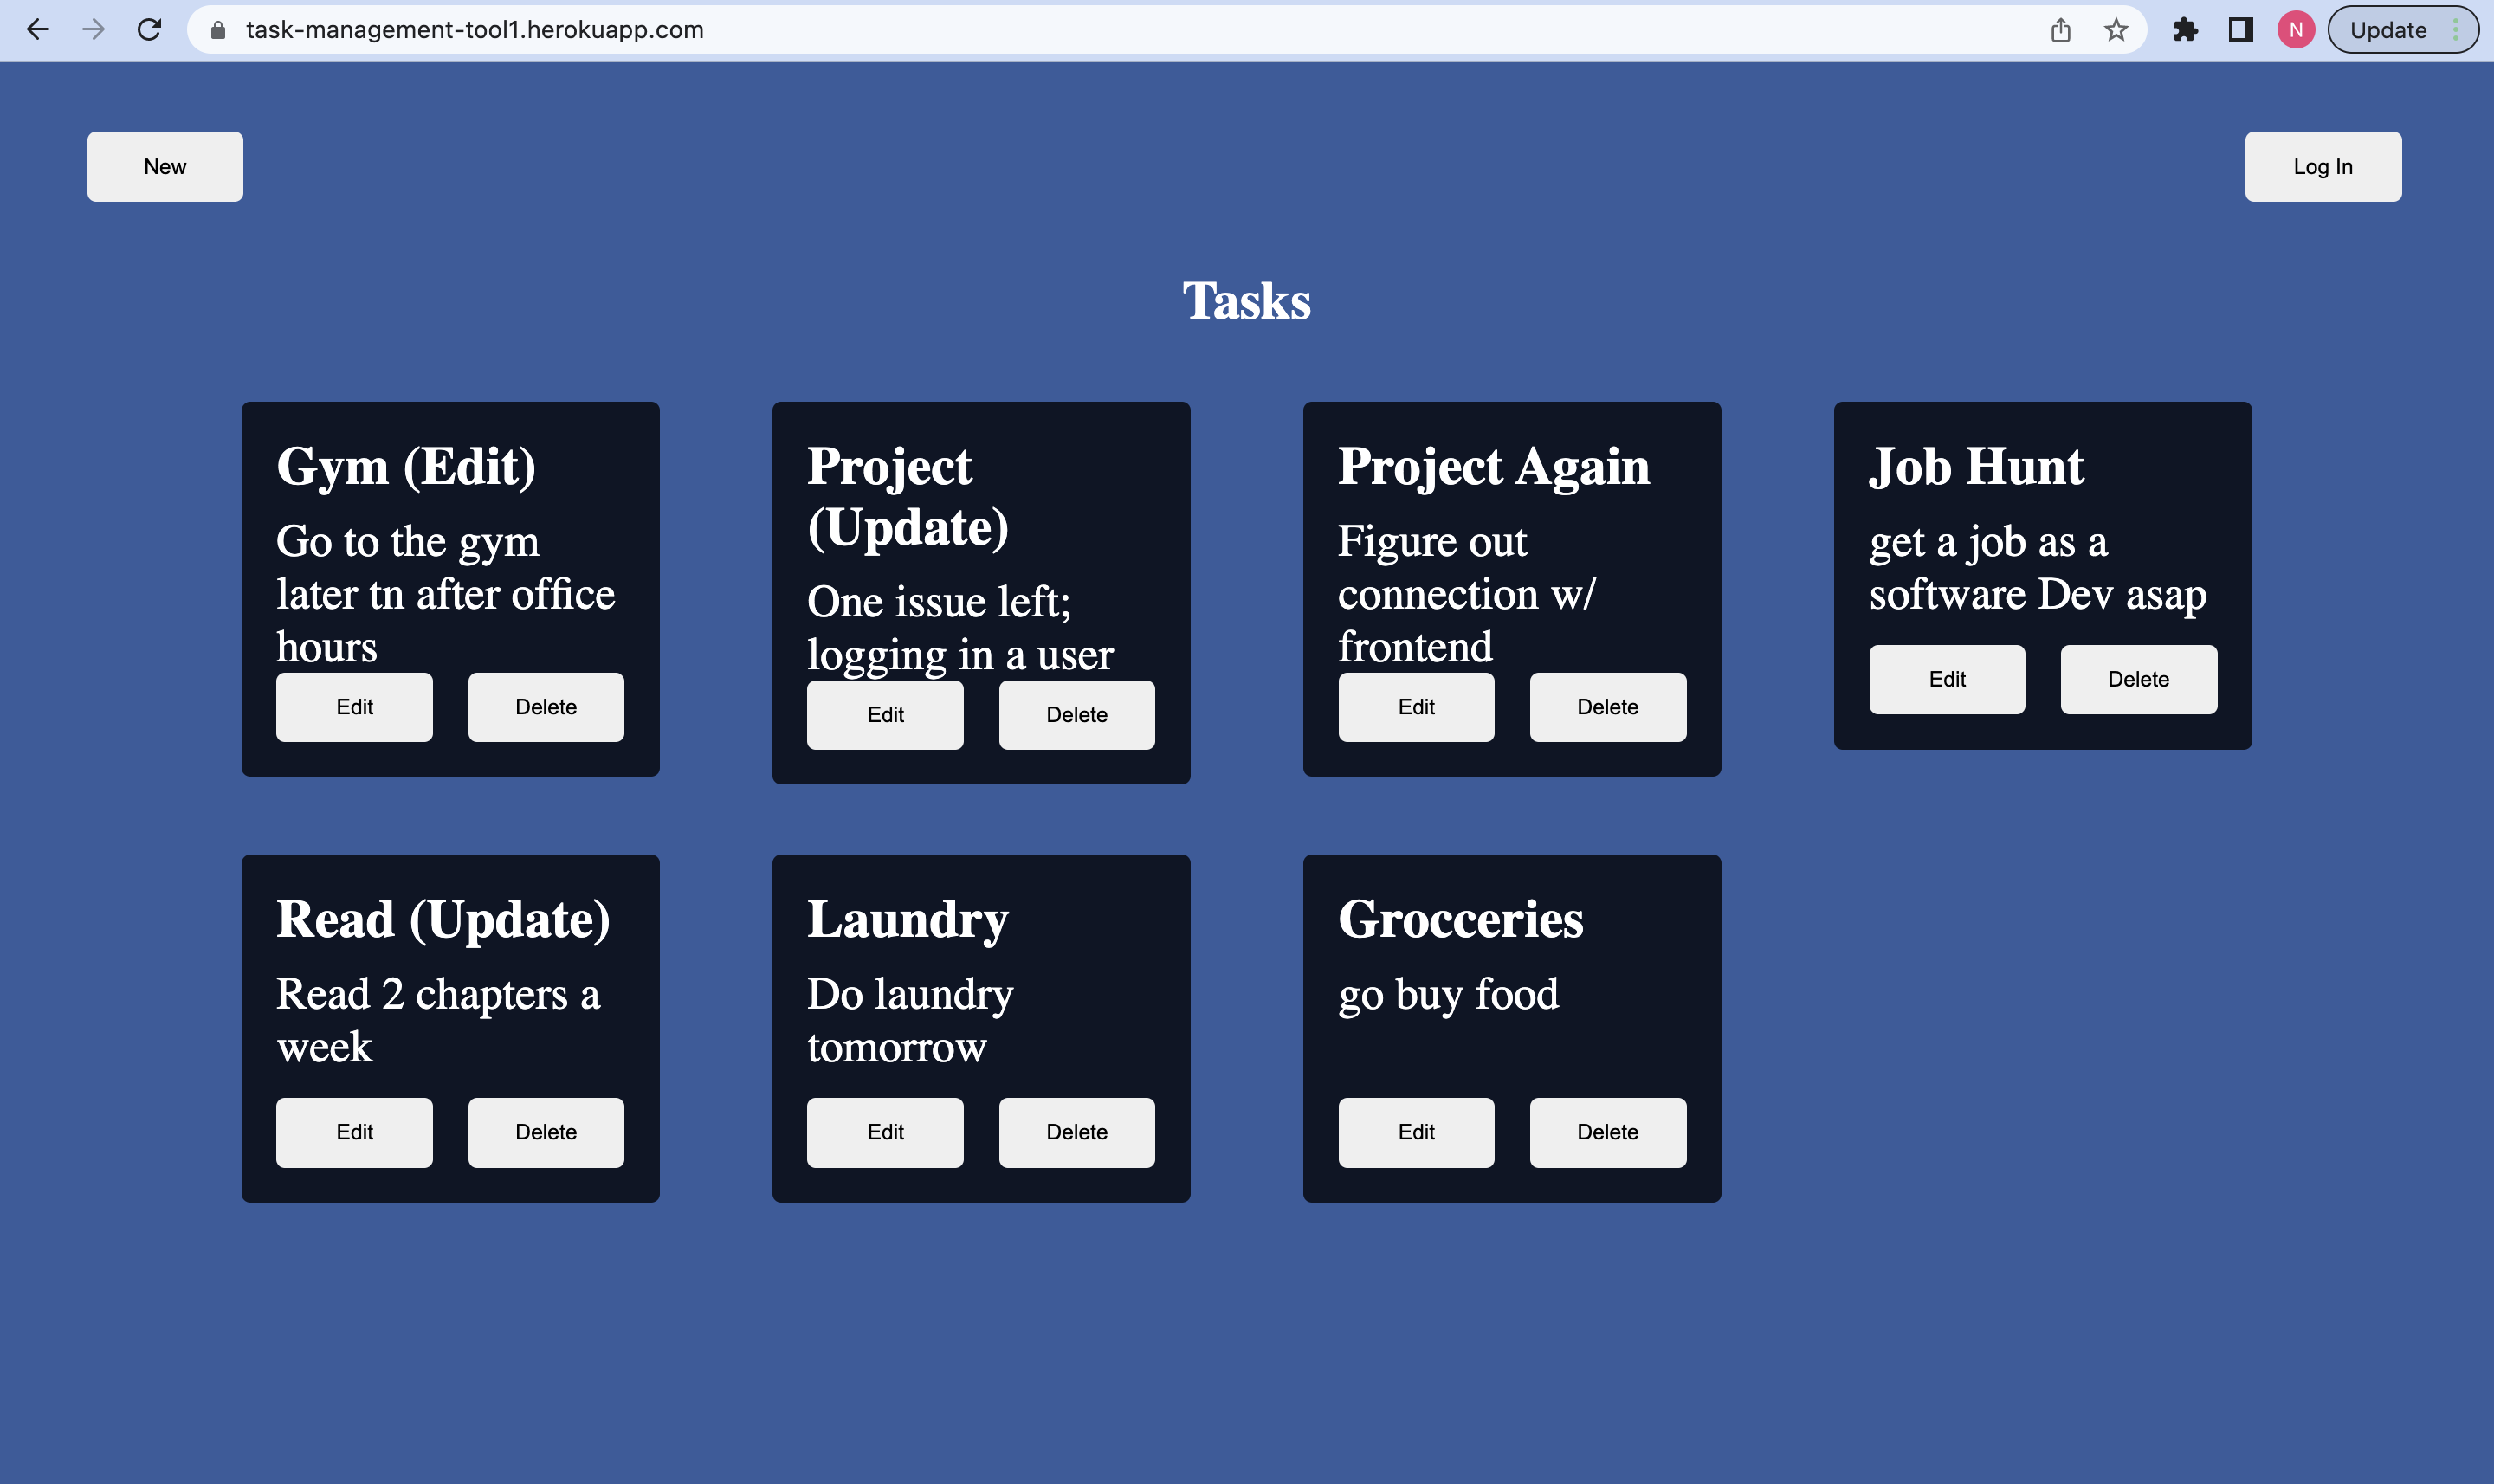 task-management-tool1.herokuapp.com
N
Update
New
Log In
Tasks
Gym (Edit)
Go to the gym
later tn after office
hours
Edit
Delete
Project
(Update)
One issue left;
logging in a user
Edit
Delete
Project Again
Figure out
connection w/
frontend
Edit
Delete
Job Hunt
get a job as a
software Dev asap
Edit
Delete
Read (Update)
Read 2 chapters a
week
Edit
Delete
Laundry
Do laundry
tomorrow
Edit
Delete
Grocceries
go buy food
Edit
Delete